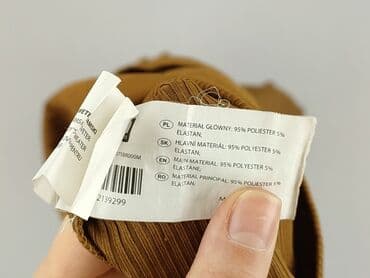 PL MATERIAŁ GŁÓWNY: 95% POLIESTER 5%
ELASTAN,
SK HLAVNÍ MATERIÁL: 95% POLYESTER 5%
ELASTAN,
EN MAIN MATERIAL: 95% POLYESTER 5%
ELASTANE,
RO MATERIAL PRINCIPAL: 95% POLIESTER 5%
ELASTAN.
2139299